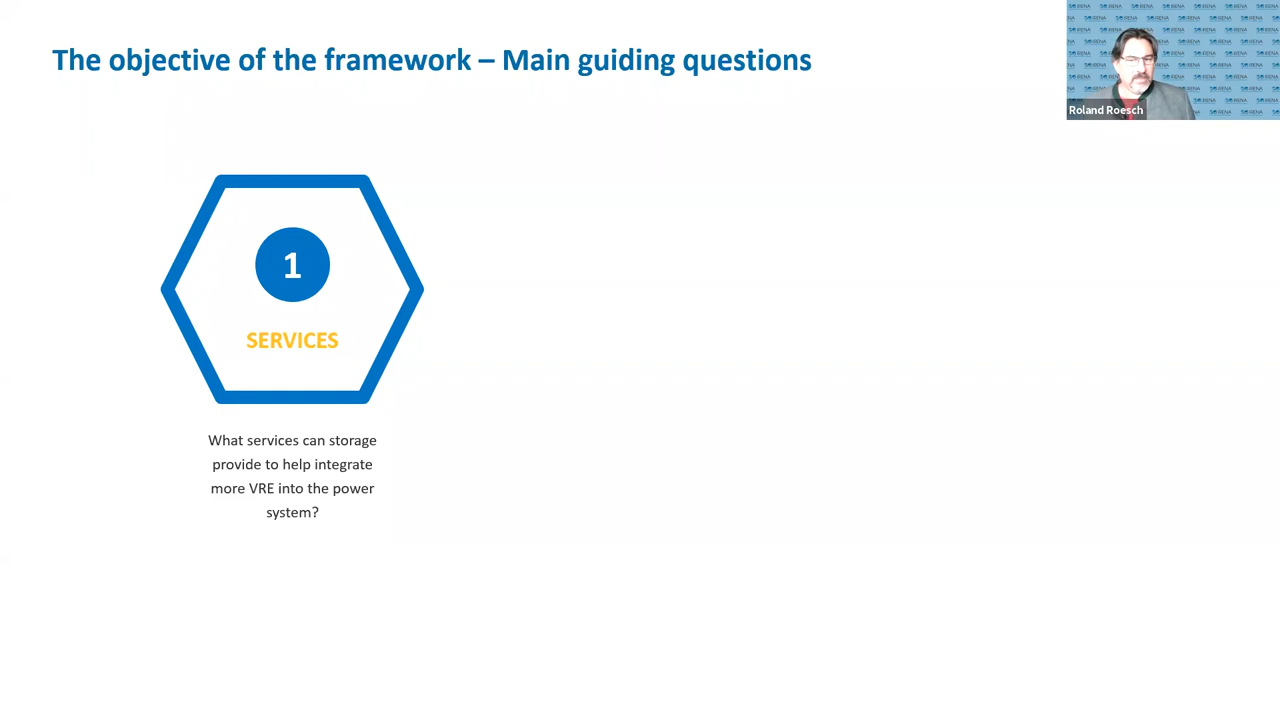 The objective of the framework – Main guiding questions
Roland Roesch
1
SERVICES
What services can storage
provide to help integrate
more VRE into the power
system?